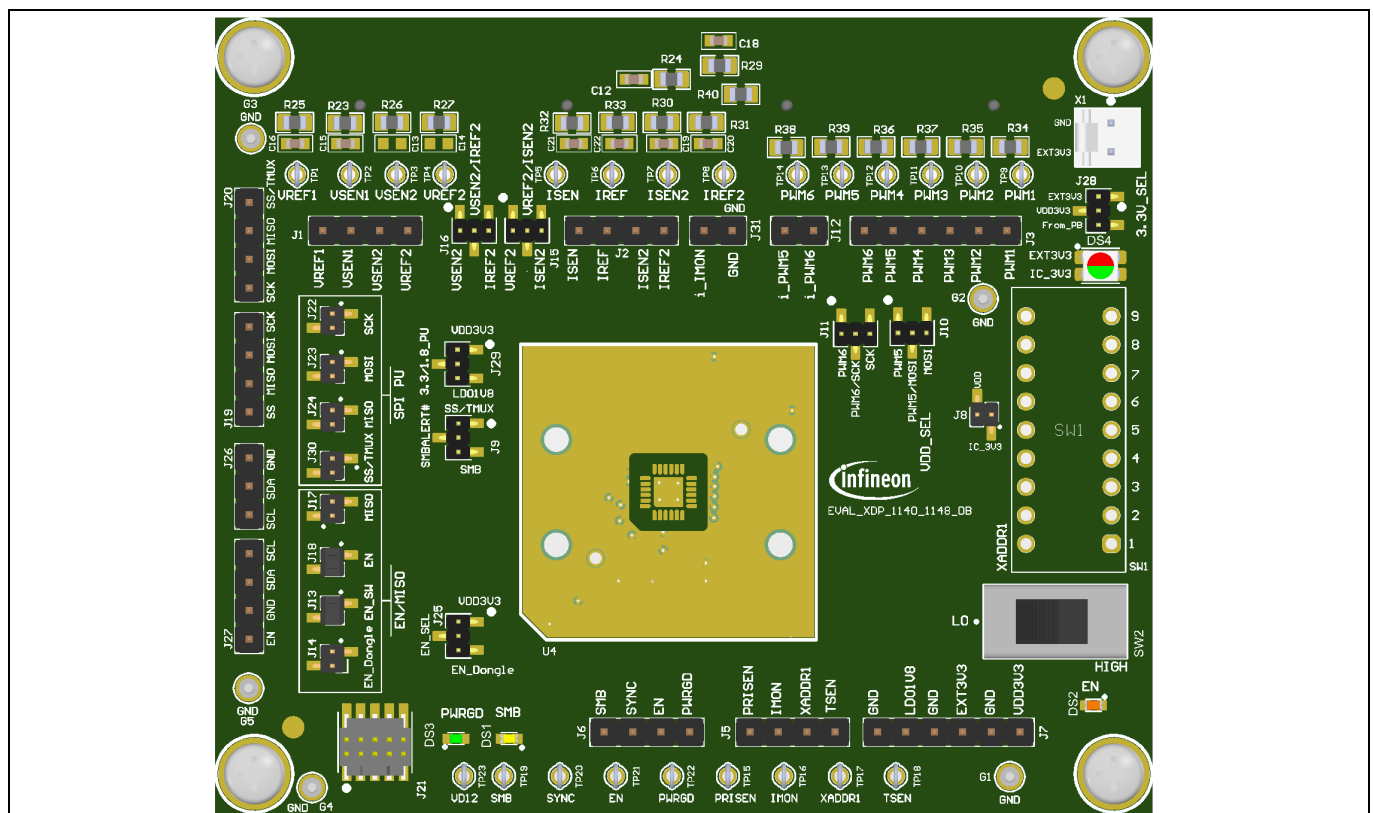 C18
R24
R29
C12
R40
G3
GND
R25
R23
R26
R27
R32
R33
R30
R31
R38
R39
R36
R37
R35
R34
X1
GND
EXT3V3
C16
C15
C13
C14
C21
C22
C19
C20
TP1
TP2
TP3
TP4
TP5
TP6
TP7
TP8
TP14
TP13
TP12
TP11
TP10
TP9
VREF1
VSEN1
VSEN2
VREF2
VSEN2/IREF2
VREF2/ISEN2
ISEN
IREF
ISEN2
IREF2
PWM6
PWM5
PWM4
PWM3
PWM2
PWM1
J28
EXT3V3
VDD3V3
From_PB
3.3V_SEL
J20
SS/TMUX
MISO
MOSI
SCK
J1
VREF1
VSEN1
VSEN2
VREF2
J16
VSEN2
IREF2
J15
VREF2
ISEN2
J2
ISEN
IREF
ISEN2
IREF2
GND
J31
i_IMON
GND
J12
i_PWM5
i_PWM6
J3
PWM6
PWM5
PWM4
PWM3
PWM2
PWM1
DS4
EXT3V3
IC_3V3
G2
GND
J19
SCK
MOSI
MISO
SS
J22
SCK
J23
MOSI
J24
MISO
J30
SS/TMUX
SPI PU
VDD3V3
J29
LDO1V8
SMBALERT# 3.3/1.8_PU
SS/TMUX
J9
SMB
J11
PWM6
PWM6/SCK
SCK
J10
PWM5
PWM5/MOSI
MOSI
VDD_SEL
VDD
J8
IC_3V3
SW1
9
8
7
6
5
4
3
2
1
XADDR1
SW1
infineon
EVAL_XDP_1140_1148_DB
J26
GND
SDA
SCL
J17
MISO
J18
EN
J13
EN_SW
J14
EN_Dongle
EN/MISO
J27
SCL
SDA
GND
EN
VDD3V3
J25
EN_SEL
EN_Dongle
U4
LO
HIGH
SW2
GND
G5
PWRGD
SMB
DS3
DS1
J6
SMB
SYNC
EN
PWRGD
J5
PRISEN
IMON
XADDR1
TSEN
J7
GND
LDO1V8
GND
EXT3V3
GND
VDD3V3
EN
DS2
J21
GND
G4
TP23
VD12
TP19
SMB
TP20
SYNC
TP21
EN
TP22
PWRGD
TP15
PRISEN
TP16
IMON
TP17
XADDR1
TP18
TSEN
G1
GND